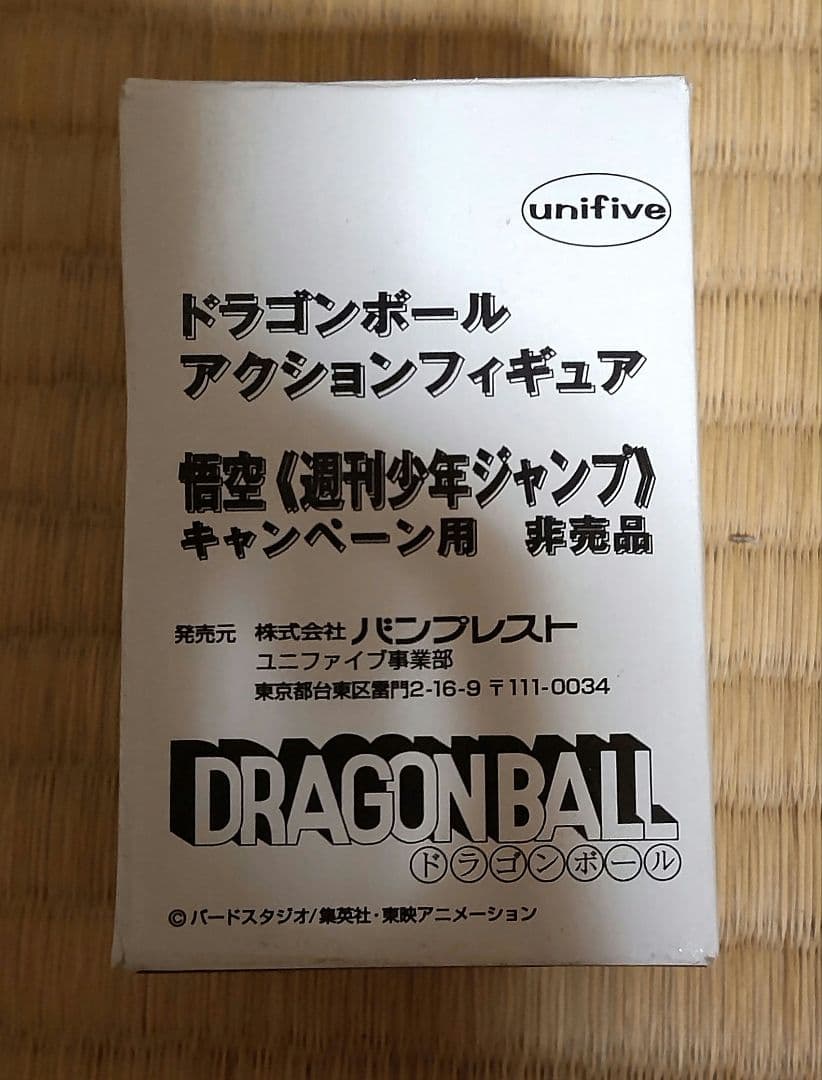 unifive
ドラゴンボール
アクションフィギュア
悟空《週刊少年ジャンプ》
キャンペーン用 非売品
発売元 株式会社 バンプレスト
ユニファイブ事業部
東京都台東区雷門2-16-9 〒111-0034
DRAGON BALL
ドラゴンボール
©バードスタジオ/集英社・東映アニメーション